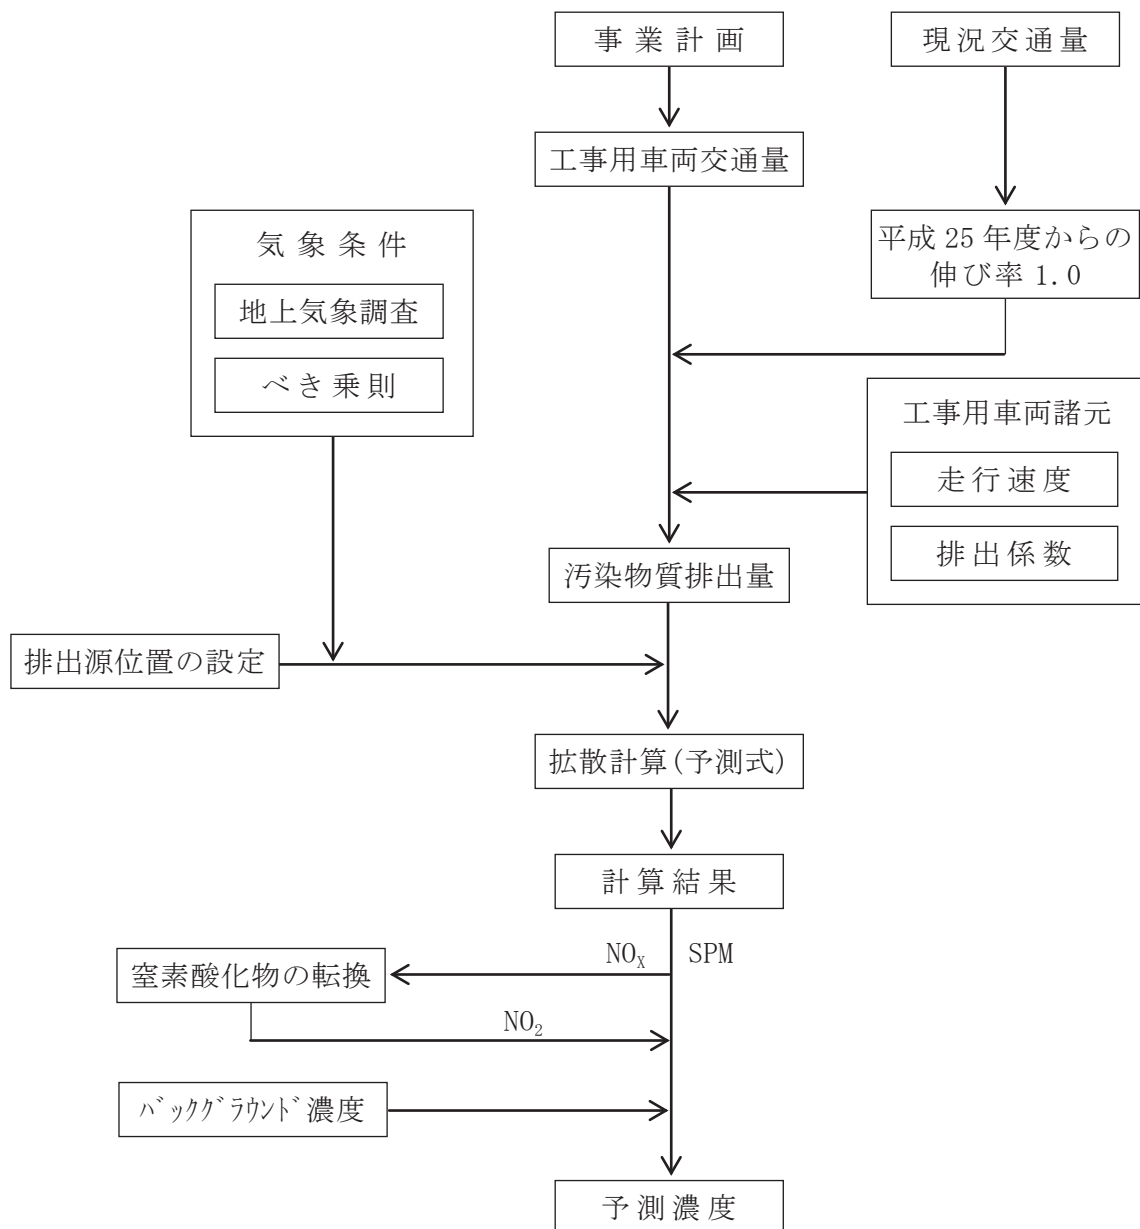 事業計画
現況交通量
工事用車両交通量
気象条件
地上気象調査
べき乗則
平成 25 年度からの
伸び率 1.0
工事用車両諸元
走行速度
排出係数
汚染物質排出量
排出源位置の設定
拡散計算(予測式)
計算結果
NOX
SPM
窒素酸化物の転換
NO2
ﾊﾞｯｸｸﾞﾗｳﾝﾄﾞ濃度
予測濃度